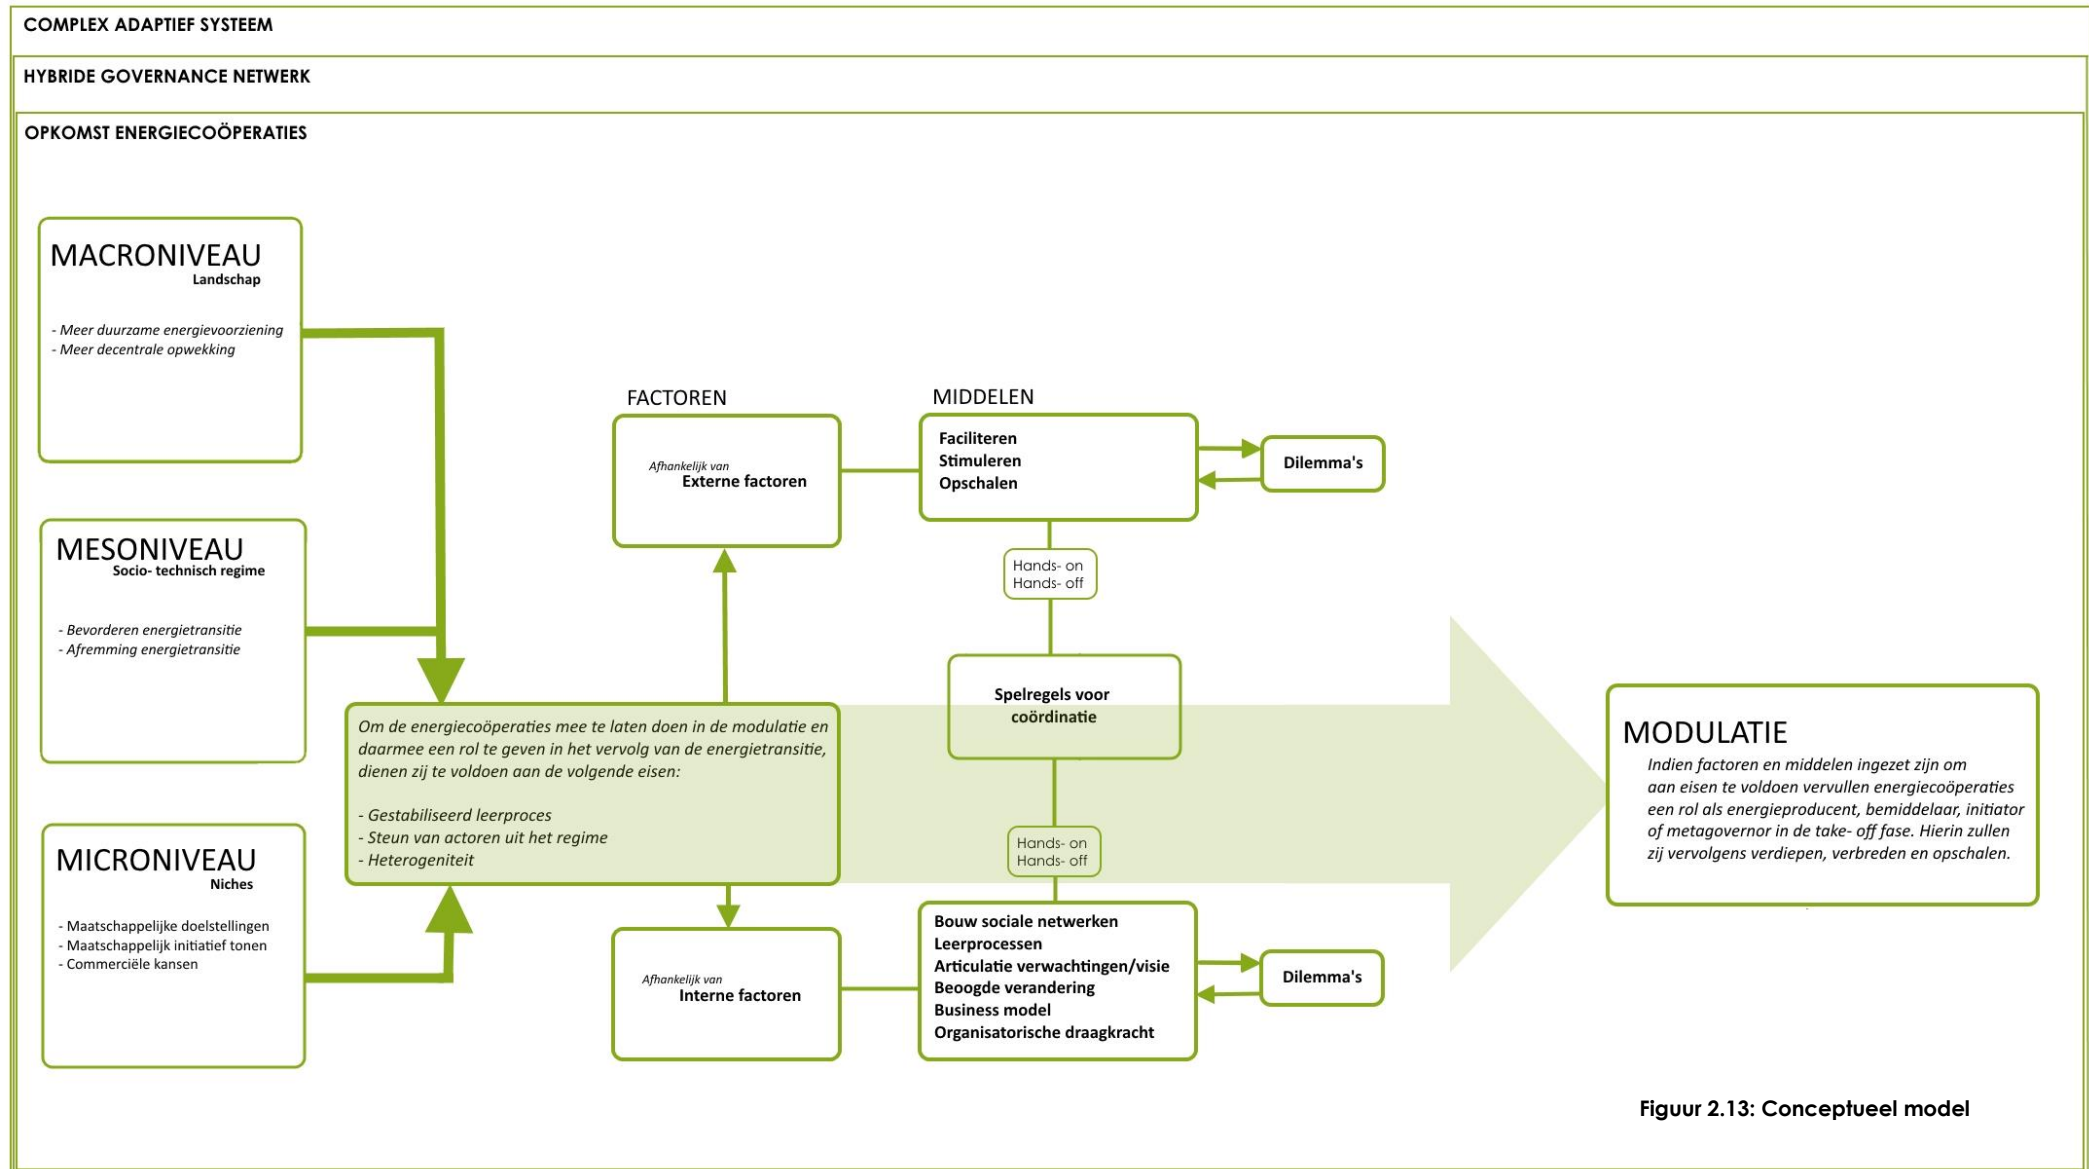 COMPLEX ADAPTIEF SYSTEEM
HYBRIDE GOVERNANCE NETWERK
OPKOMST ENERGIECOÖPERATIES
MACRONIVEAU
Landschap
- Meer duurzame energievoorziening
- Meer decentrale opwekking
MESONIVEAU
Socio- technisch regime
- Bevorderen energietransitie
- Afremming energietransitie
MICRONIVEAU
Niches
- Maatschappelijke doelstellingen
- Maatschappelijk initiatief tonen
- Commerciële kansen
Om de energiecoöperaties mee te laten doen in de modulatie en
daarmee een rol te geven in het vervolg van de energietransitie,
dienen zij te voldoen aan de volgende eisen:
- Gestabiliseerd leerproces
- Steun van actoren uit het regime
- Heterogeniteit
FACTOREN
Afhankelijk van
Externe factoren
Afhankelijk van
Interne factoren
MIDDELEN
Faciliteren
Stimuleren
Opschalen
Dilemma's
Hands- on
Hands- off
Spelregels voor
coördinatie
Hands- on
Hands- off
Bouw sociale netwerken
Leerprocessen
Articulatie verwachtingen/visie
Beoogde verandering
Business model
Organisatorische draagkracht
Dilemma's
MODULATIE
Indien factoren en middelen ingezet zijn om
aan eisen te voldoen vervullen energiecoöperaties
een rol als energieproducent, bemiddelaar, initiator
of metagovernor in de take- off fase. Hierin zullen
zij vervolgens verdiepen, verbreden en opschalen.
Figuur 2.13: Conceptueel model